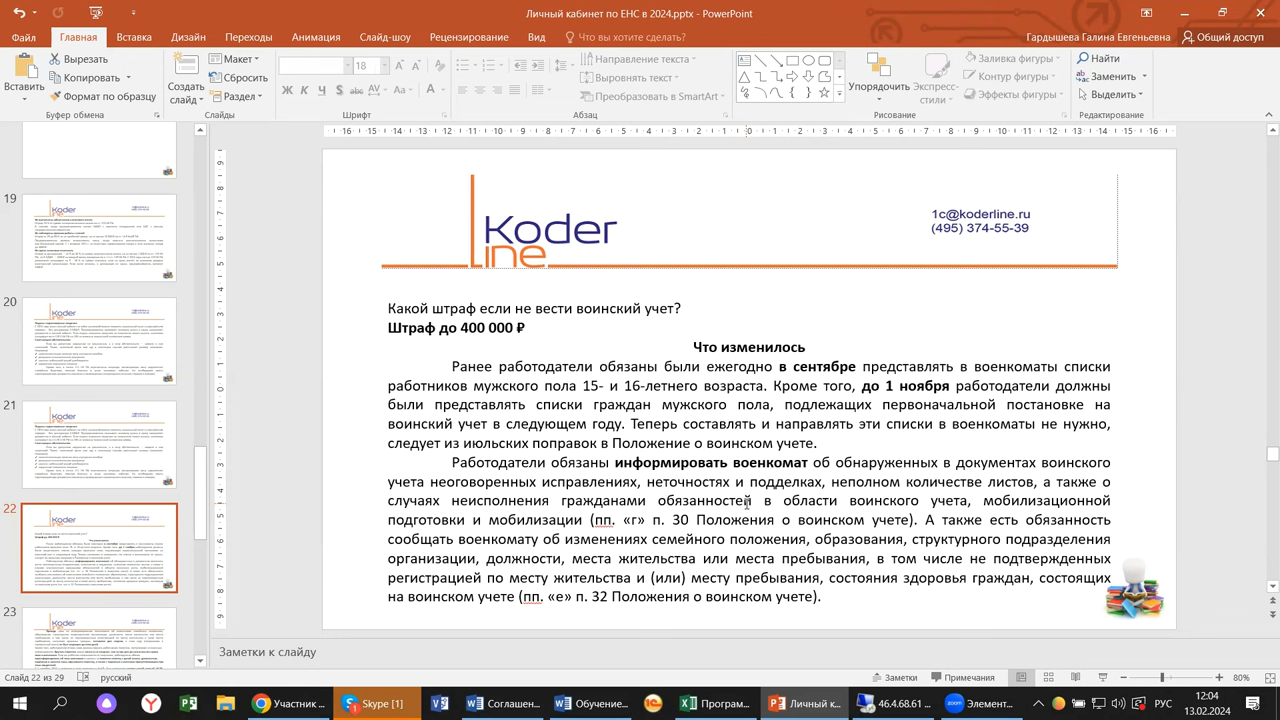 Личный кабинет по ЕНС в 2024.pptx - PowerPoint
Файл Главная Вставка Дизайн Переходы Анимация Слайд-шоу Рецензирование Вид Что вы хотите сделать? Гардышева Галина Евгеньевна Общий доступ
Вставить
Вырезать
Копировать
Формат по образцу
Буфер обмена
Создать слайд
Макет
Сбросить
Раздел
Слайды
18
Шрифт
Направление текста
Выровнять текст
Преобразовать в SmartArt
Абзац
Упорядочить
Экспресс-стили
Заливка фигуры
Контур фигуры
Эффекты фигуры
Рисование
Найти
Заменить
Выделить
Редактирование
19
20
21
22
23
koder
line
1c@koderline.ru
(495) 374-55-39
Какой штраф если не вести воинский учет?
Штраф до 400 000 ₽
Что изменилось
Ранее работодатели обязаны были ежегодно в сентябре представлять в военкоматы списки
работников мужского пола 15- и 16-летнего возраста. Кроме того, до 1 ноября работодатели должны
были представить списки граждан мужского пола, подлежащих первоначальной постановке на
воинский учет в следующем году. Теперь составлять и направлять эти списки в военкоматы не нужно,
следует из июльских поправок в Положение о воинском учете.
Работодатели обязаны информировать военкоматы об обнаруженных в документах воинского
учета неоговоренных исправлениях, неточностях и подделках, неполном количестве листов, а также о
случаях неисполнения гражданами обязанностей в области воинского учета, мобилизационной
подготовки и мобилизации (пп. «г» п. 30 Положения о воинском учете). А также есть обязанность
сообщать военкомату об изменениях семейного положения, образования, структурного подразделения
организации, должности, места жительства или места пребывания, в том числе не подтвержденных
регистрацией по месту жительства и (или) месту пребывания, состояния здоровья граждан, состоящих
на воинском учете (пп. «е» п. 32 Положения о воинском учете).
Заметки к слайду
Слайд 22 из 29 русский Заметки Примечания 80%
Участник ... Skype [1] Соглашен... Обучение... Програм... Личный к... 46.4.68.61 ... Элемент... РУС 12:04
13.02.2024